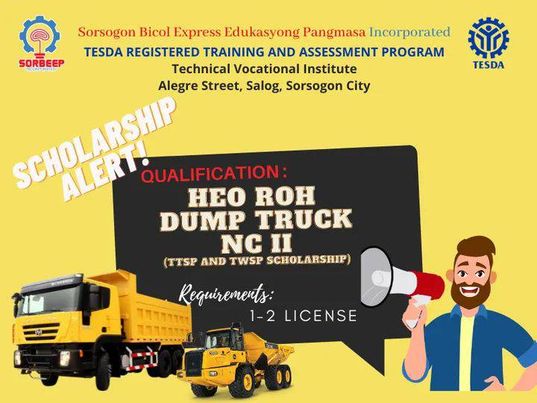 Sorsogon Bicol Express Edukasyong Pangmasa Incorporated
SORBEEP
TESDA REGISTERED TRAINING AND ASSESSMENT PROGRAM
TESDA
Technical Vocational Institute
Alegre Street, Salog, Sorsogon City
SCHOLARSHIP
ALERT!
QUALIFICATION :
HEO ROH
DUMP TRUCK
NC II
(TTSP AND TWSP SCHOLARSHIP)
Requirements:
1-2 LICENSE